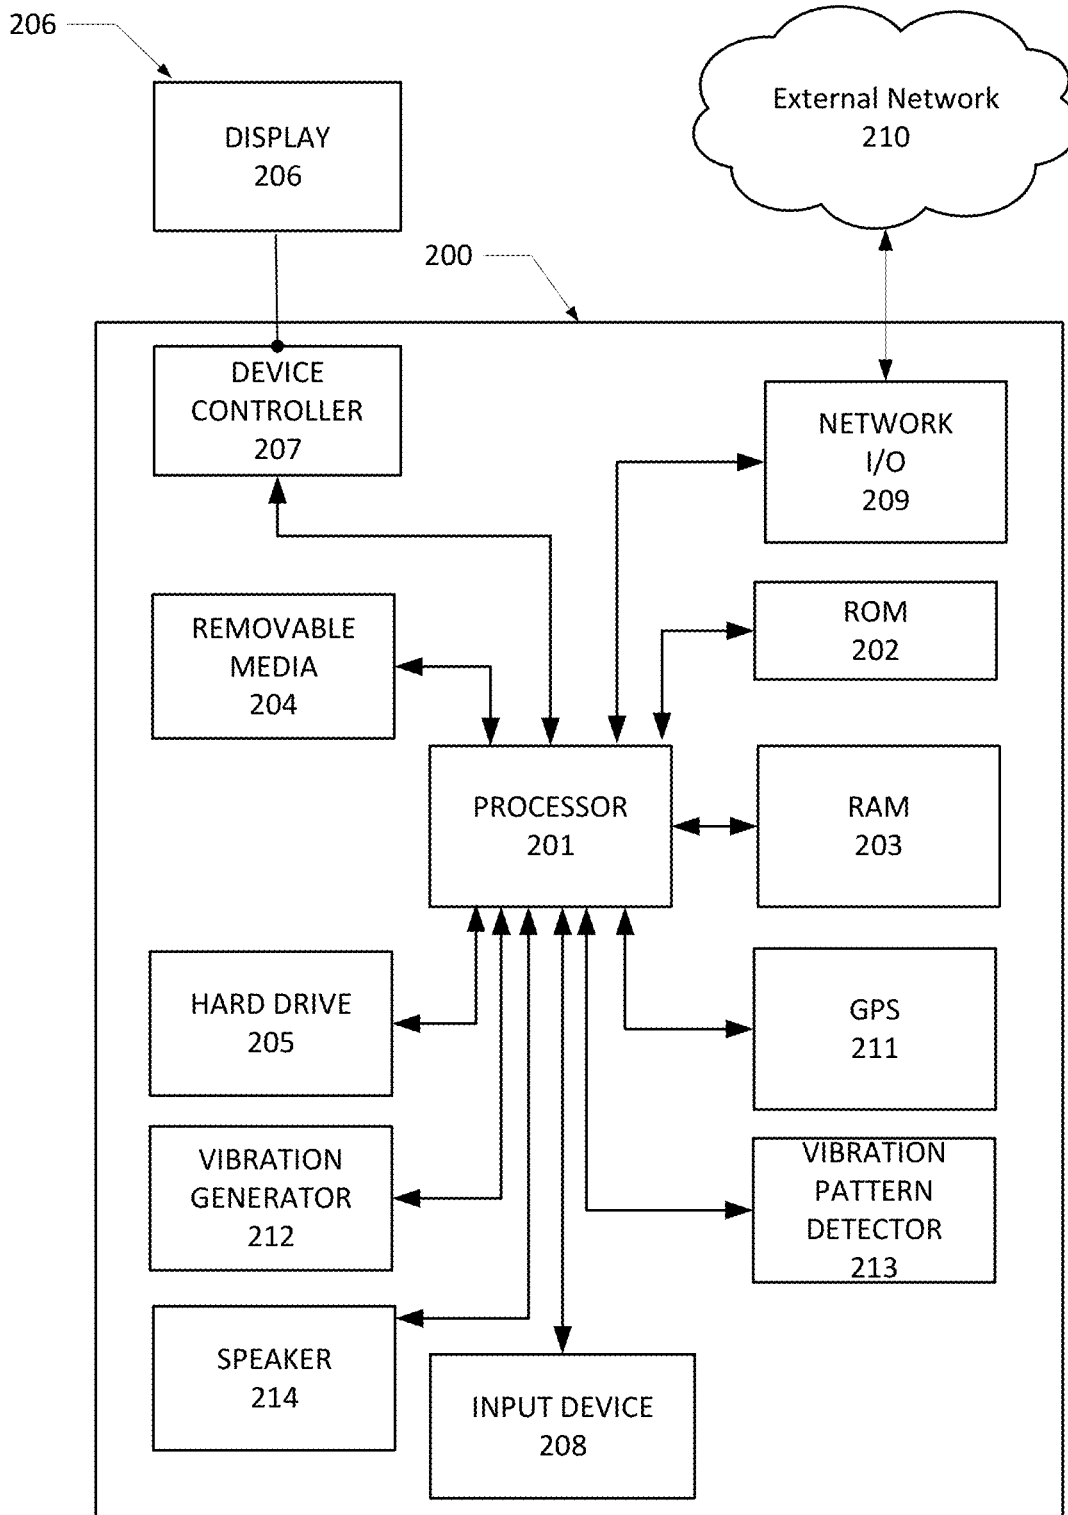 206
DISPLAY
206
External Network
210
200
DEVICE
CONTROLLER
207
NETWORK
I/O
209
REMOVABLE
MEDIA
204
ROM
202
PROCESSOR
201
RAM
203
HARD DRIVE
205
GPS
211
VIBRATION
GENERATOR
212
VIBRATION
PATTERN
DETECTOR
213
SPEAKER
214
INPUT DEVICE
208